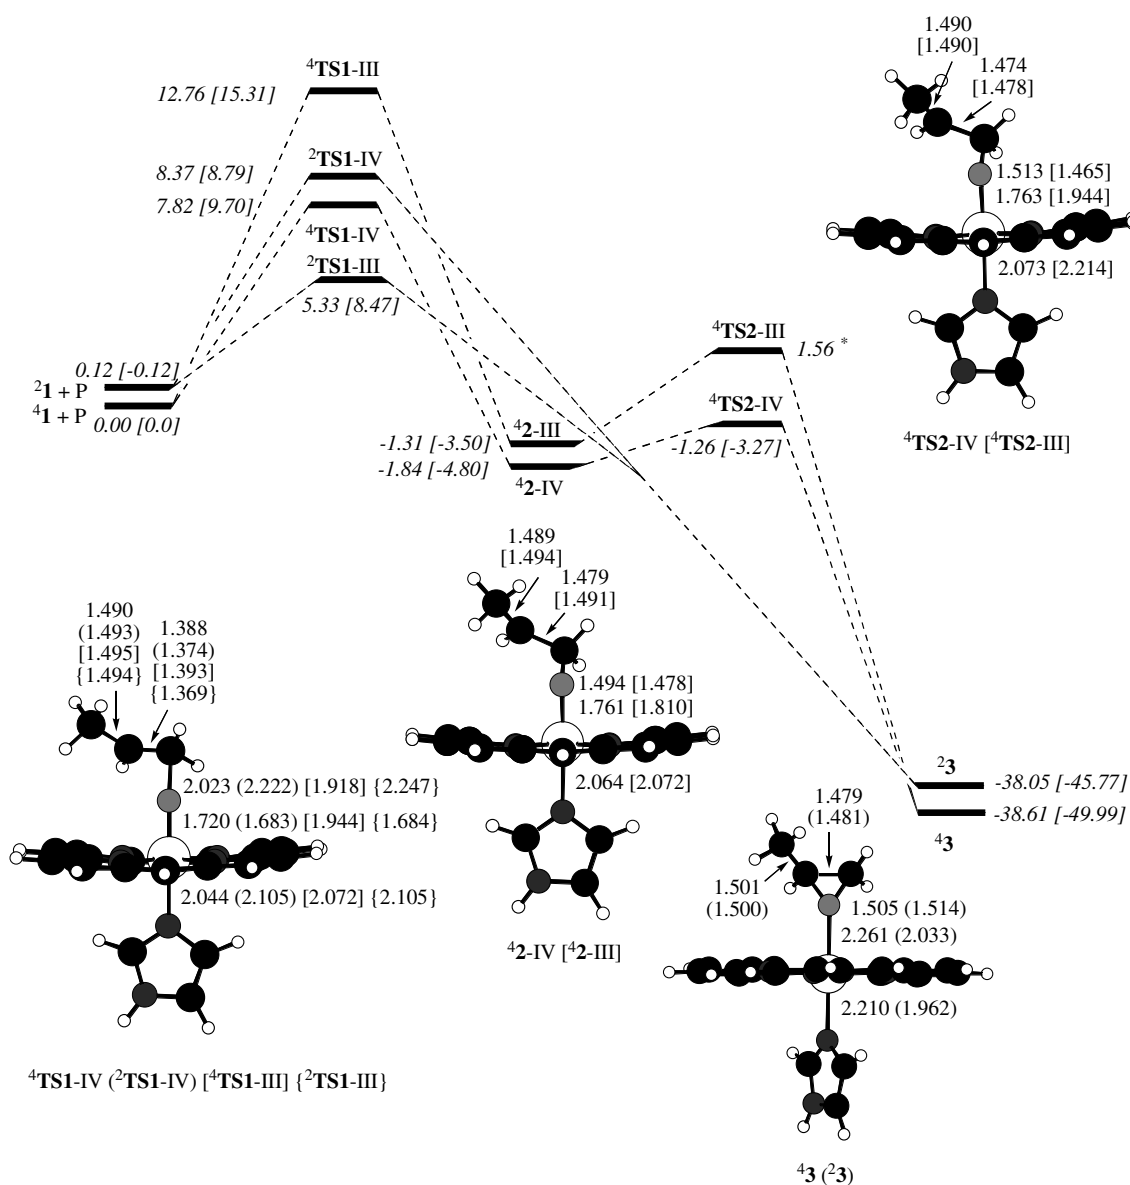 1.490
[1.490]
1.474
[1.478]
⁴TS1-III
12.76 [15.31]
²TS1-IV
8.37 [8.79]
1.513 [1.465]
1.763 [1.944]
7.82 [9.70]
⁴TS1-IV
²TS1-III
2.073 [2.214]
5.33 [8.47]
⁴TS2-III
1.56 *
0.12 [-0.12]
²1 + P
⁴1 + P
0.00 [0.0]
⁴TS2-IV
-1.26 [-3.27]
⁴2-III
-1.31 [-3.50]
-1.84 [-4.80]
⁴2-IV
⁴TS2-IV [⁴TS2-III]
1.489
[1.494]
1.479
[1.491]
1.490
(1.493)
[1.495]
{1.494}
1.388
(1.374)
[1.393]
{1.369}
1.494 [1.478]
1.761 [1.810]
2.064 [2.072]
²3
-38.05 [-45.77]
-38.61 [-49.99]
⁴3
2.023 (2.222) [1.918] {2.247}
1.720 (1.683) [1.944] {1.684}
2.044 (2.105) [2.072] {2.105}
1.479
(1.481)
1.501
(1.500)
1.505 (1.514)
2.261 (2.033)
2.210 (1.962)
⁴2-IV [⁴2-III]
⁴TS1-IV (²TS1-IV) [⁴TS1-III] {²TS1-III}
⁴3 (²3)